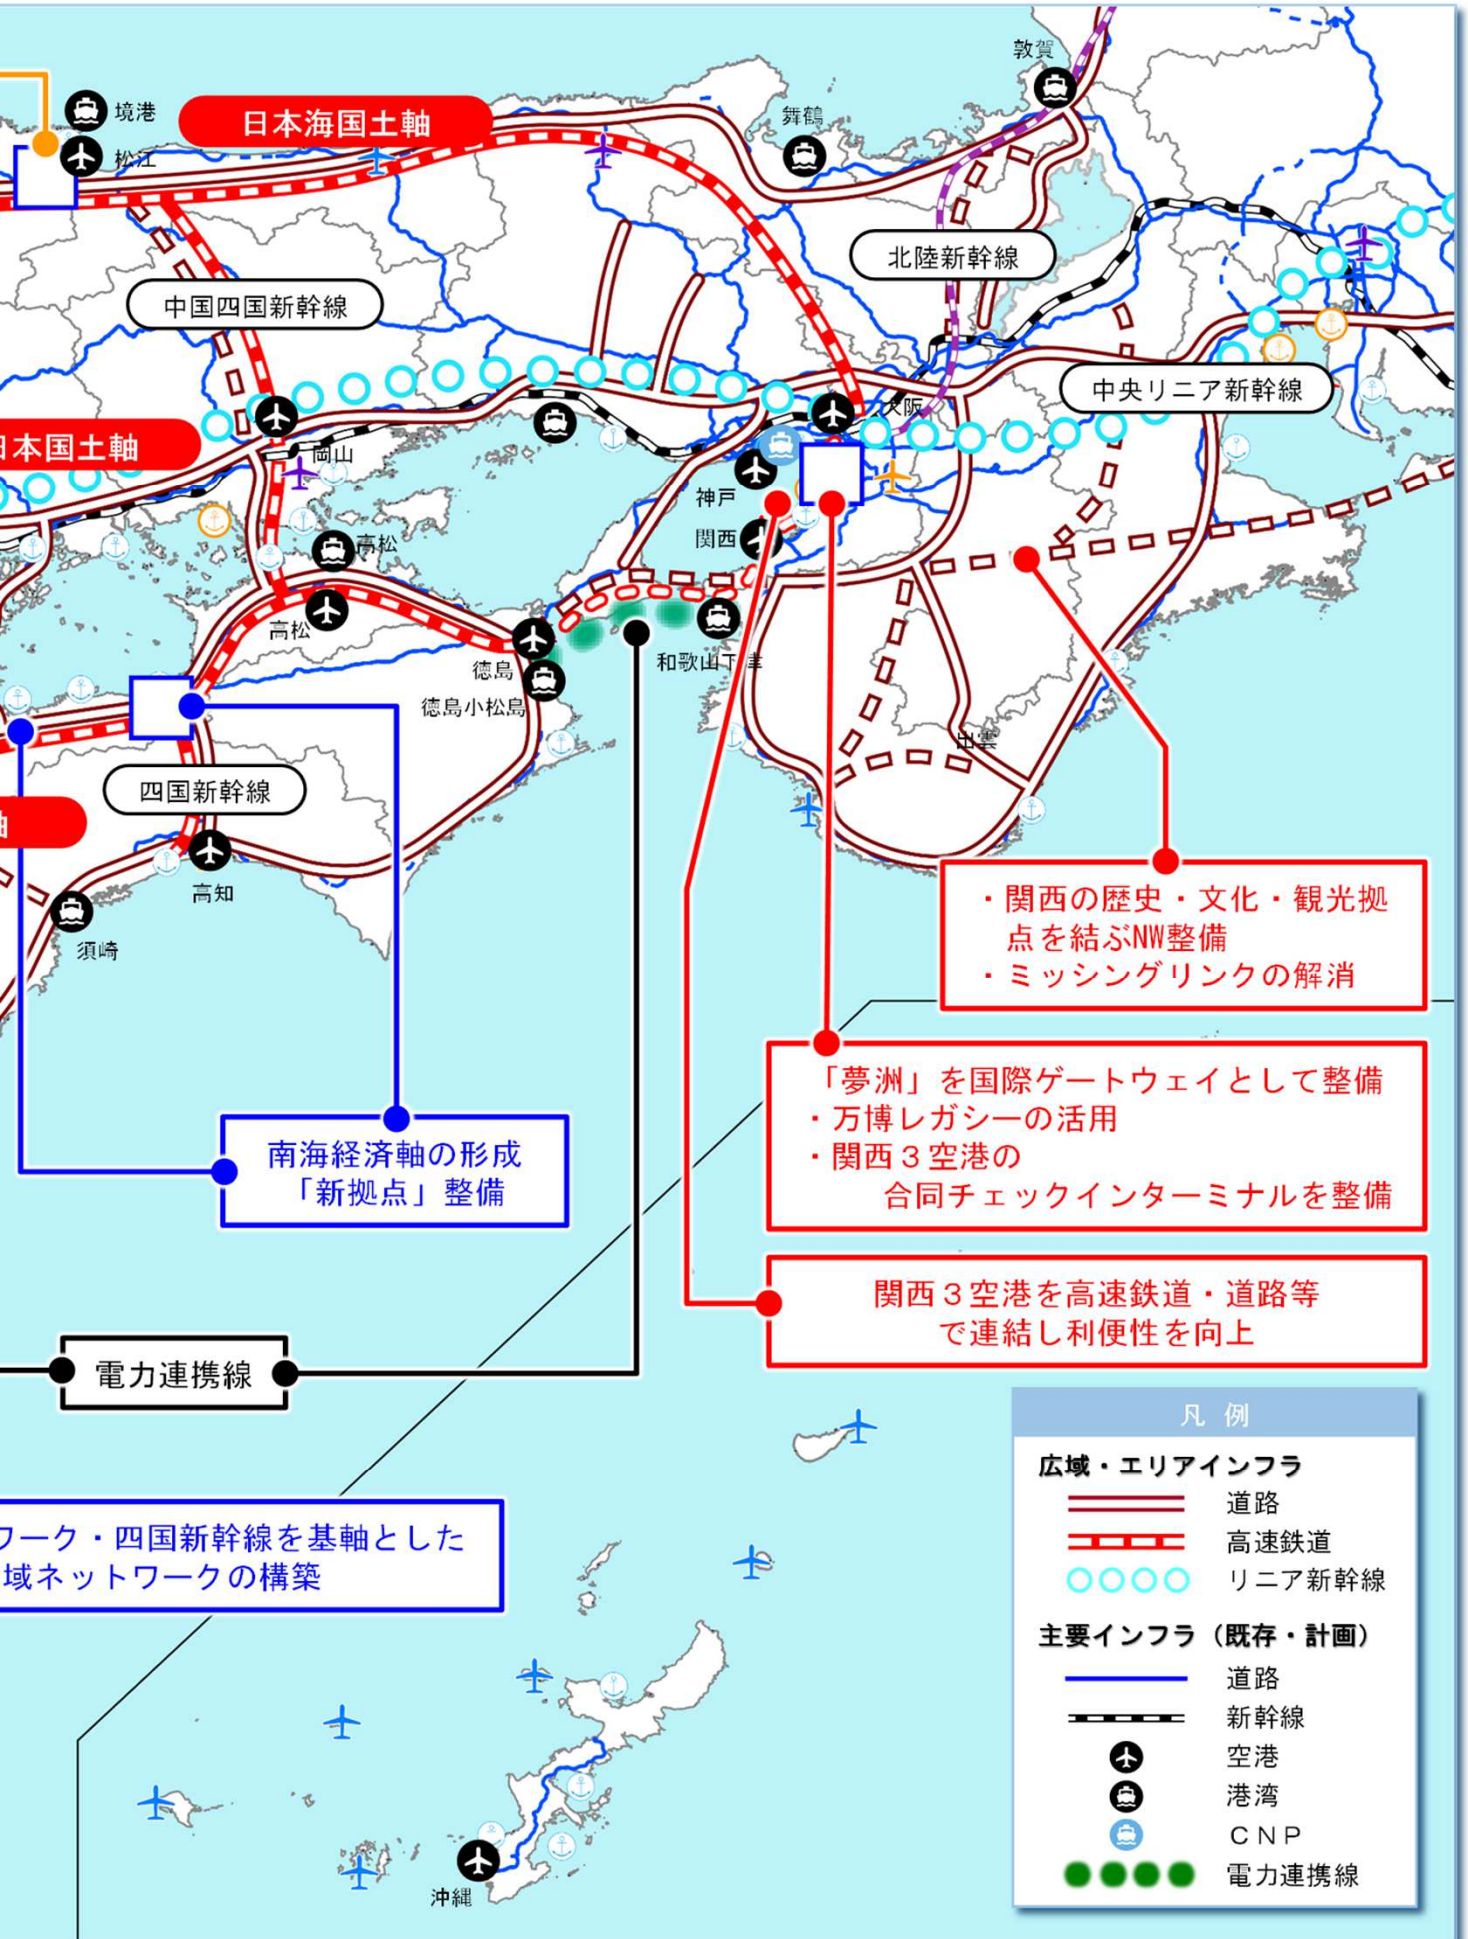 敦賀
境港
日本海国土軸
舞鶴
松江
北陸新幹線
中国四国新幹線
中央リニア新幹線
大阪
日本国土軸
岡山
神戸
関西
高松
高松
徳島
和歌山下津
徳島小松島
出雲
四国新幹線
軸
高知
須崎
・関西の歴史・文化・観光拠
点を結ぶNW整備
・ミッシングリンクの解消
「夢洲」を国際ゲートウェイとして整備
・万博レガシーの活用
・関西３空港の
合同チェックインターミナルを整備
南海経済軸の形成
「新拠点」整備
関西３空港を高速鉄道・道路等
で連結し利便性を向上
電力連携線
ワーク・四国新幹線を基軸とした
域ネットワークの構築
沖縄
凡 例
広域・エリアインフラ
道路
高速鉄道
リニア新幹線
主要インフラ（既存・計画）
道路
新幹線
空港
港湾
ＣＮＰ
電力連携線